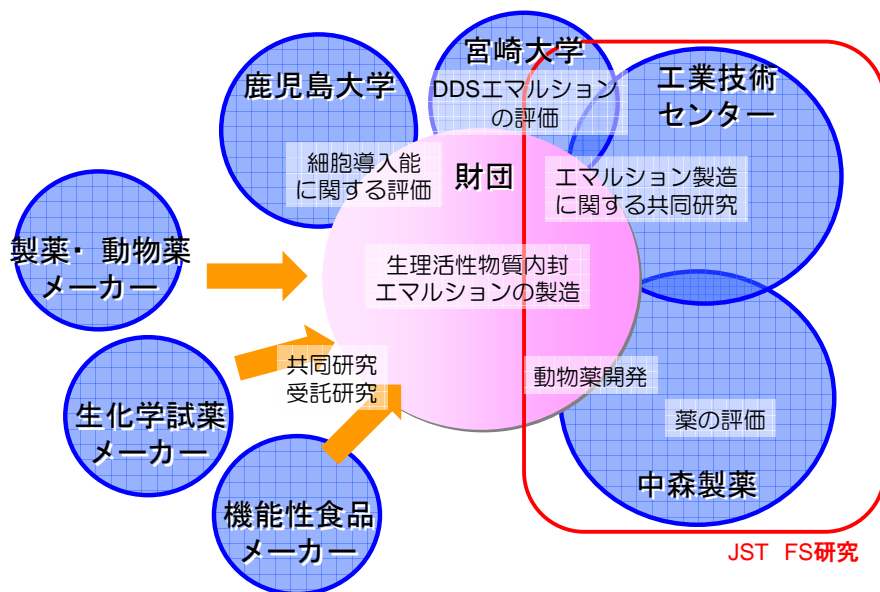 宮崎大学
DDSエマルション
の評価
鹿児島大学
細胞導入能
に関する評価
財団
工業技術
センター
エマルション製造
に関する共同研究
製薬・動物薬
メーカー
生理活性物質内封
エマルションの製造
共同研究
受託研究
動物薬開発
生化学試薬
メーカー
薬の評価
中森製薬
機能性食品
メーカー
JST FS研究